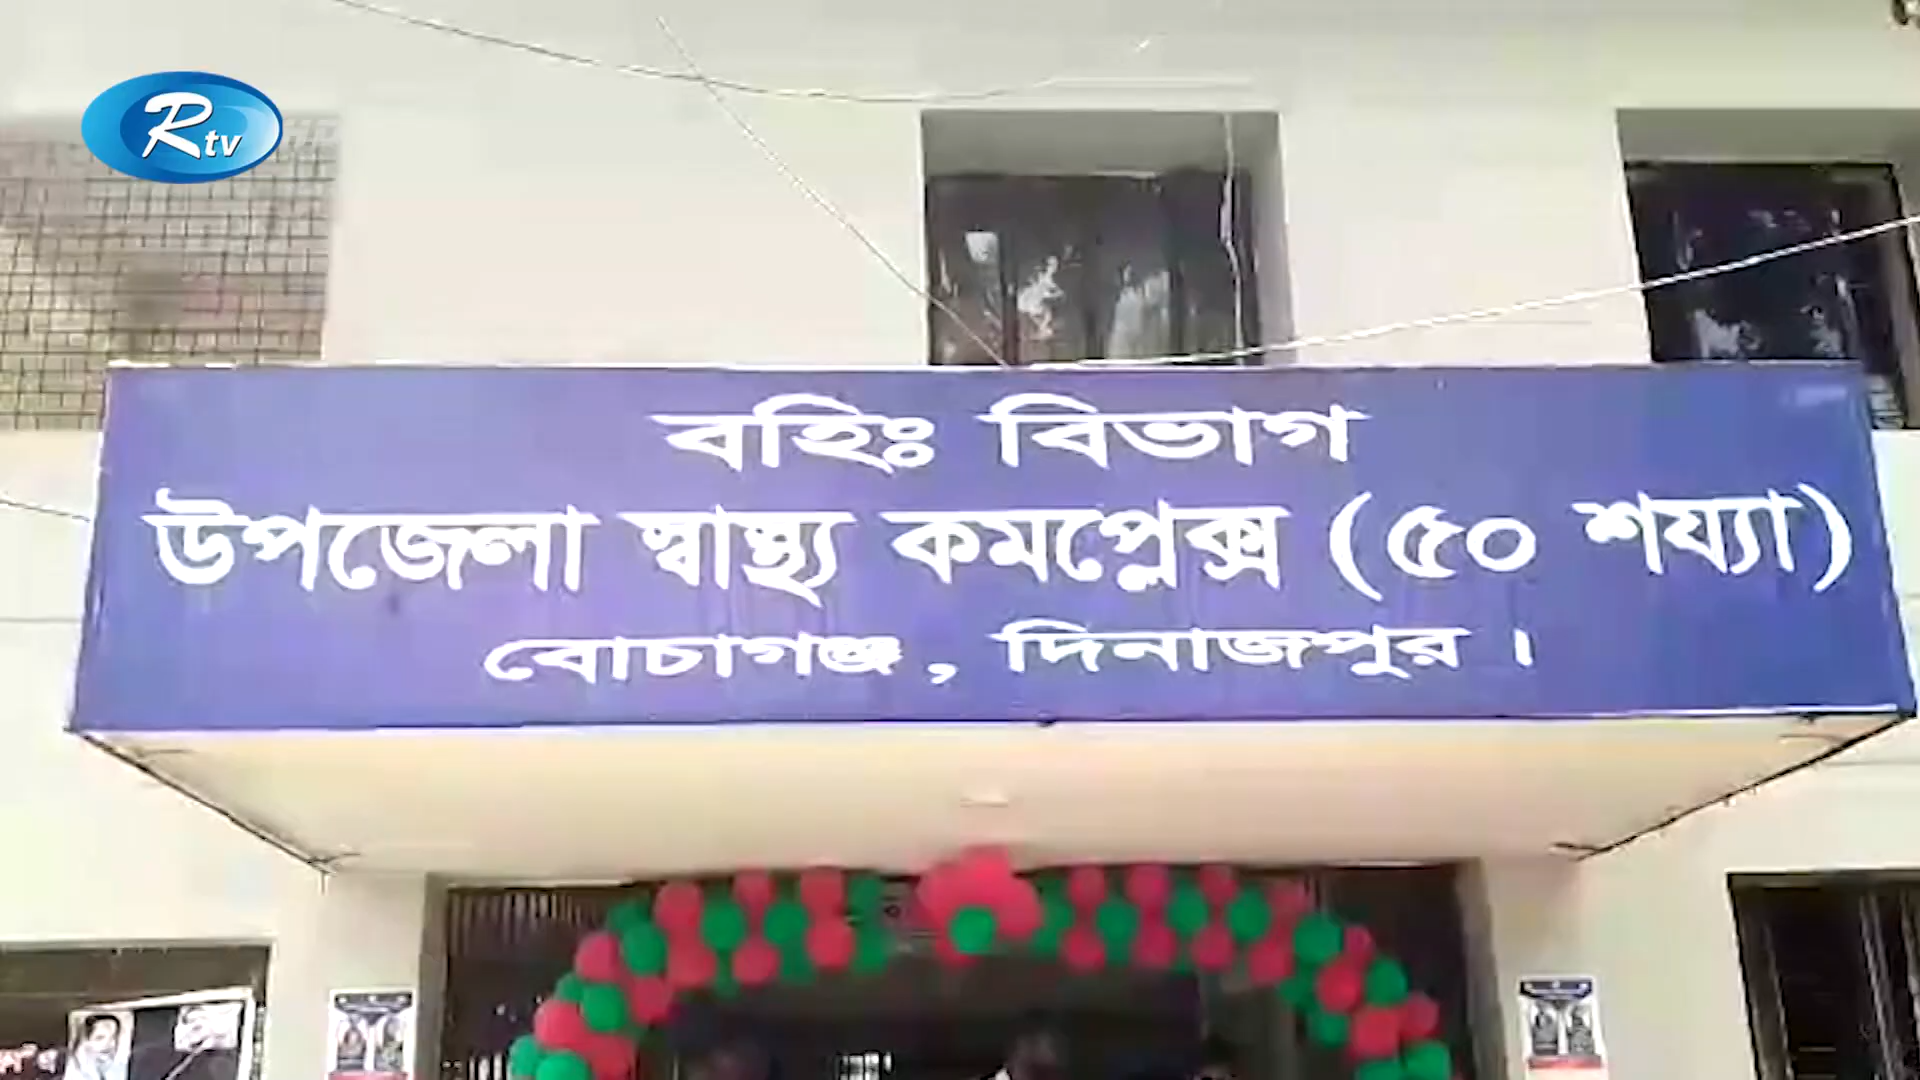 Rtv
বহিঃ বিভাগ
উপজেলা স্বাস্থ্য কমপ্লেক্স (৫০ শয্যা)
বোচাগঞ্জ, দিনাজপুর।